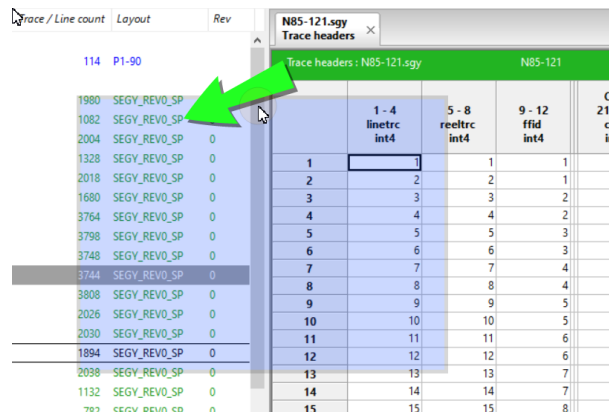 Trace / Line count Layout Rev
114 P1-90
1980 SEGY_REV0_SP
1082 SEGY_REV0_SP
2004 SEGY_REV0_SP 0
1328 SEGY_REV0_SP 0
2018 SEGY_REV0_SP 0
1680 SEGY_REV0_SP 0
3764 SEGY_REV0_SP 0
3798 SEGY_REV0_SP 0
3748 SEGY_REV0_SP 0
3744 SEGY_REV0_SP 0
3808 SEGY_REV0_SP 0
2026 SEGY_REV0_SP 0
2030 SEGY_REV0_SP 0
1894 SEGY_REV0_SP 0
2038 SEGY_REV0_SP 0
1132 SEGY_REV0_SP 0
782 SEGY_REV0_SP 0
N85-121.sgy
Trace headers
Trace headers : N85-121.sgy N85-121
1 - 4 5 - 8 9 - 12 21
linetrc reeltrc ffid
int4 int4 int4
1 1 1 1
2 2 2 1
3 3 3 2
4 4 4 2
5 5 5 3
6 6 6 3
7 7 7 4
8 8 8 4
9 9 9 5
10 10 10 5
11 11 11 6
12 12 12 6
13 13 13 7
14 14 14 7
15 15 15 8